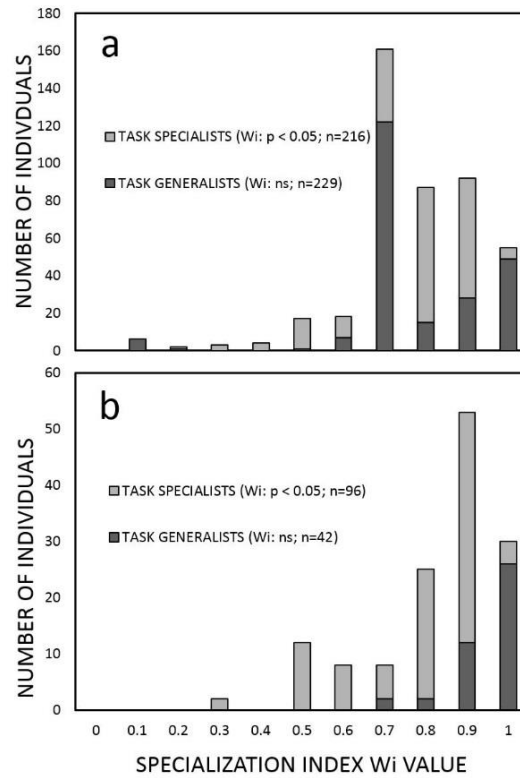 NUMBER OF INDIVDUALS
180
160
140
120
100
80
60
40
20
0
a
TASK SPECIALISTS (Wi: p < 0.05; n=216)
TASK GENERALISTS (Wi: ns; n=229)
NUMBER OF INDIVIDUALS
60
50
40
30
20
10
0
b
TASK SPECIALISTS (Wi: p < 0.05; n=96)
TASK GENERALISTS (Wi: ns; n=42)
0 0.1 0.2 0.3 0.4 0.5 0.6 0.7 0.8 0.9 1
SPECIALIZATION INDEX Wi VALUE